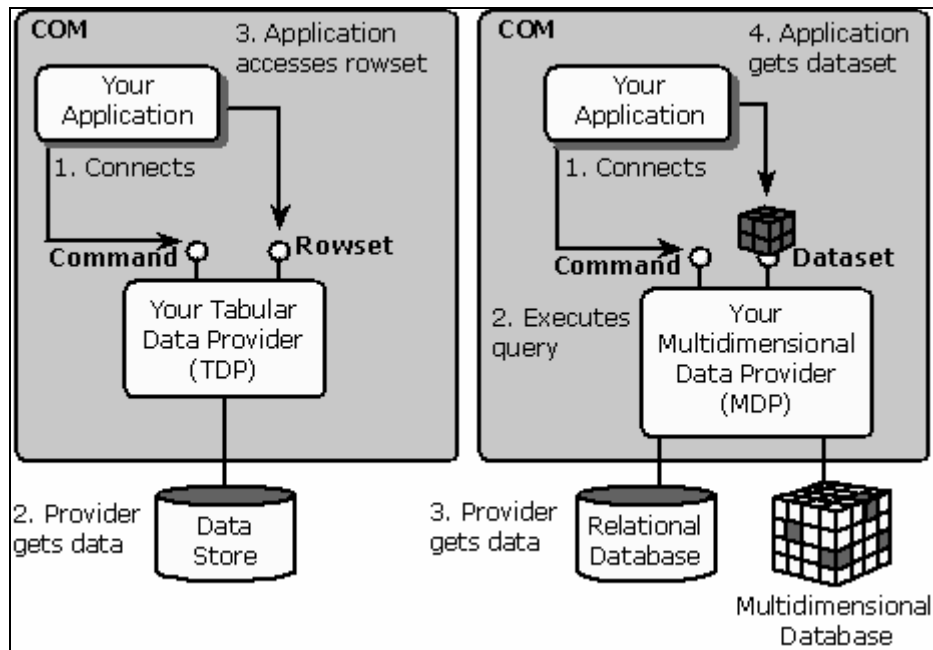 COM
3. Application
accesses rowset
Your
Application
1. Connects
Command
Rowset
Your Tabular
Data Provider
(TDP)
2. Provider
gets data
Data
Store
COM
4. Application
gets dataset
Your
Application
1. Connects
Command
Dataset
2. Executes
query
Your
Multidimensional
Data Provider
(MDP)
3. Provider
gets data
Relational
Database
Multidimensional
Database